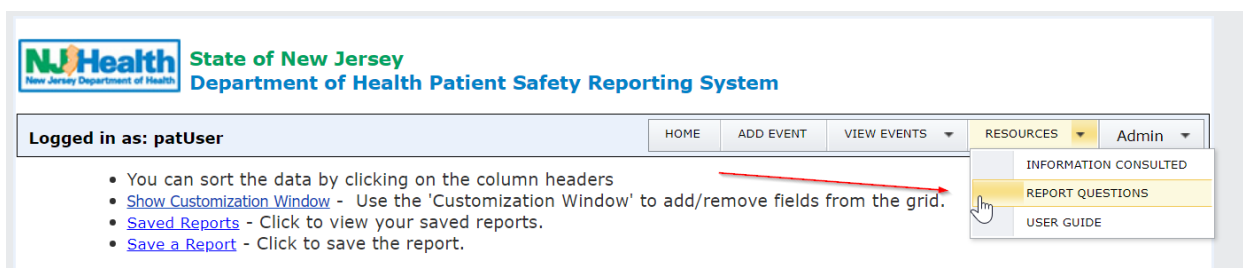 NJHealth
New Jersey Department of Health
State of New Jersey
Department of Health Patient Safety Reporting System
Logged in as: patUser
HOME ADD EVENT VIEW EVENTS RESOURCES Admin
INFORMATION CONSULTED
REPORT QUESTIONS
USER GUIDE
• You can sort the data by clicking on the column headers
• Show Customization Window - Use the 'Customization Window' to add/remove fields from the grid.
• Saved Reports - Click to view your saved reports.
• Save a Report - Click to save the report.